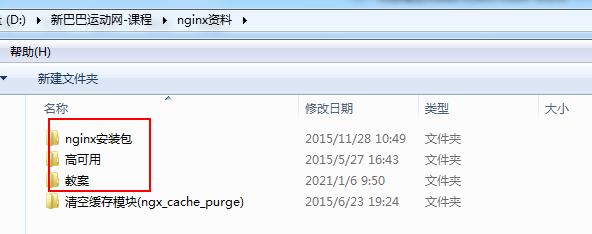 (D:) ▸ 新巴巴运动网-课程 ▸ nginx资料 ▸
帮助(H)
新建文件夹
名称 修改日期 类型 大小
nginx安装包 2015/11/28 10:49 文件夹
高可用 2015/5/27 16:43 文件夹
教案 2021/1/6 9:50 文件夹
清空缓存模块(ngx_cache_purge) 2015/6/23 19:24 文件夹